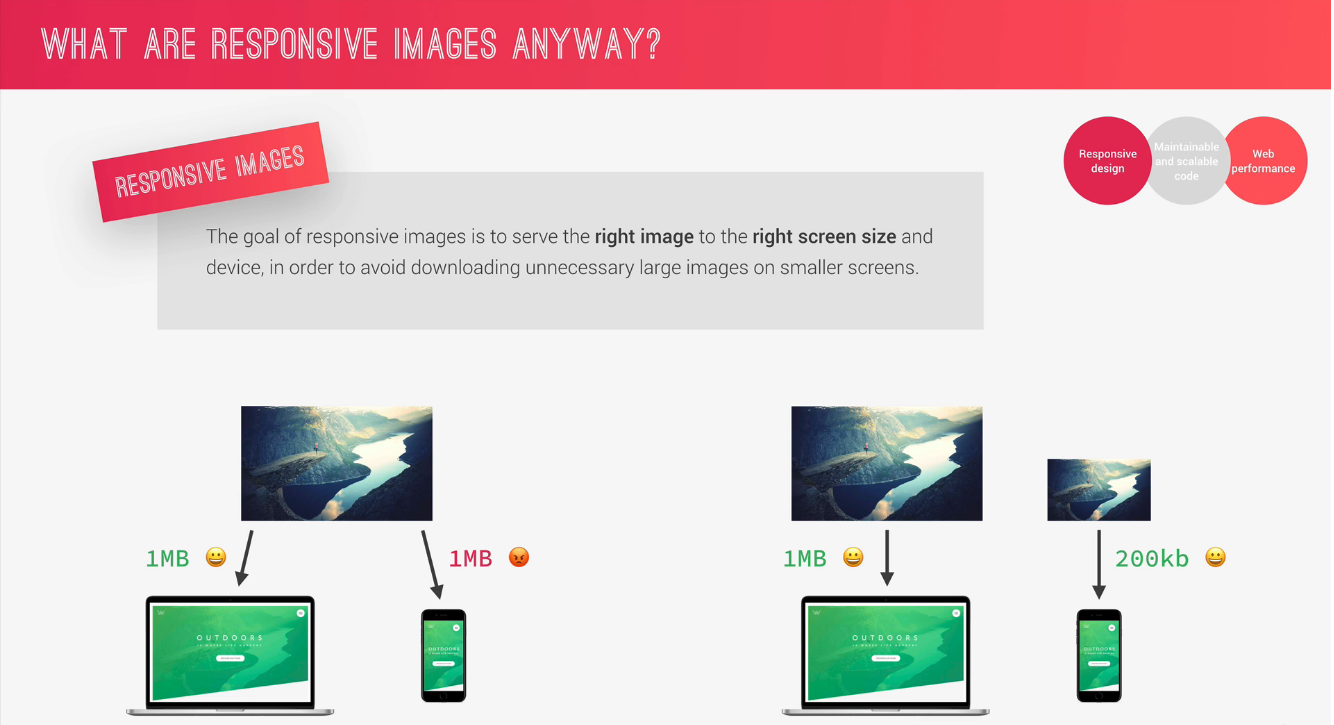 WHAT ARE RESPONSIVE IMAGES ANYWAY?
RESPONSIVE IMAGES
The goal of responsive images is to serve the right image to the right screen size and
device, in order to avoid downloading unnecessary large images on smaller screens.
Responsive
design
Maintainable
and scalable
code
Web
performance
1MB
1MB
1MB
200kb
OUTDOORS
OUTDOORS
OUTDOORS
OUTDOORS